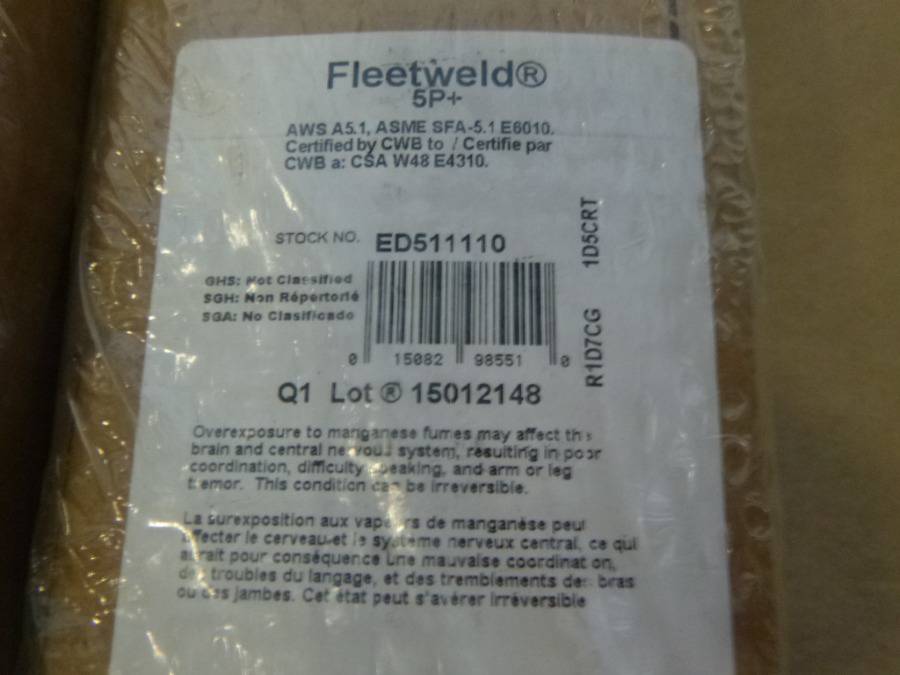 Fleetweld®
5P+
AWS A5.1, ASME SFA-5.1 E6010.
Certified by CWB to / Certifie par
CWB a: CSA W48 E4310.
STOCK NO. ED511110
GHS: Not Classified
SGH: Non Répertorié
SGA: No Clasificado
0 15082 98551 0
R1D7CG 1D5CRT
Q1 Lot ® 15012148
Overexposure to manganese fumes may affect the
brain and central nervous system, resulting in poor
coordination, difficulty speaking, and arm or leg
tremor. This condition can be irreversible.
La surexposition aux vapeurs de manganèse peut
affecter le cerveau et le système nerveux central, ce qui
aurait pour conséquence une mauvaise coordination,
des troubles du langage, et des tremblements des bras
ou des jambes. Cet état peut s'avérer irréversible